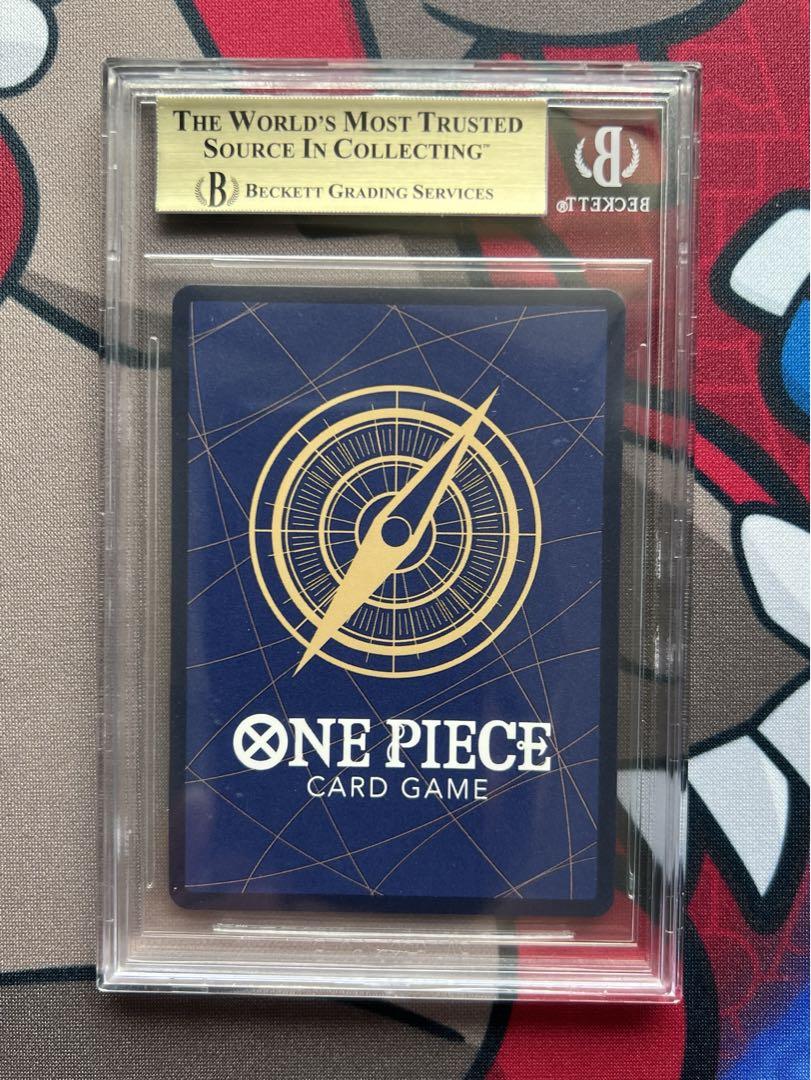 THE WORLD'S MOST TRUSTED
SOURCE IN COLLECTING™
B BECKETT GRADING SERVICES
B
BECKETT®
ONE PIECE
CARD GAME